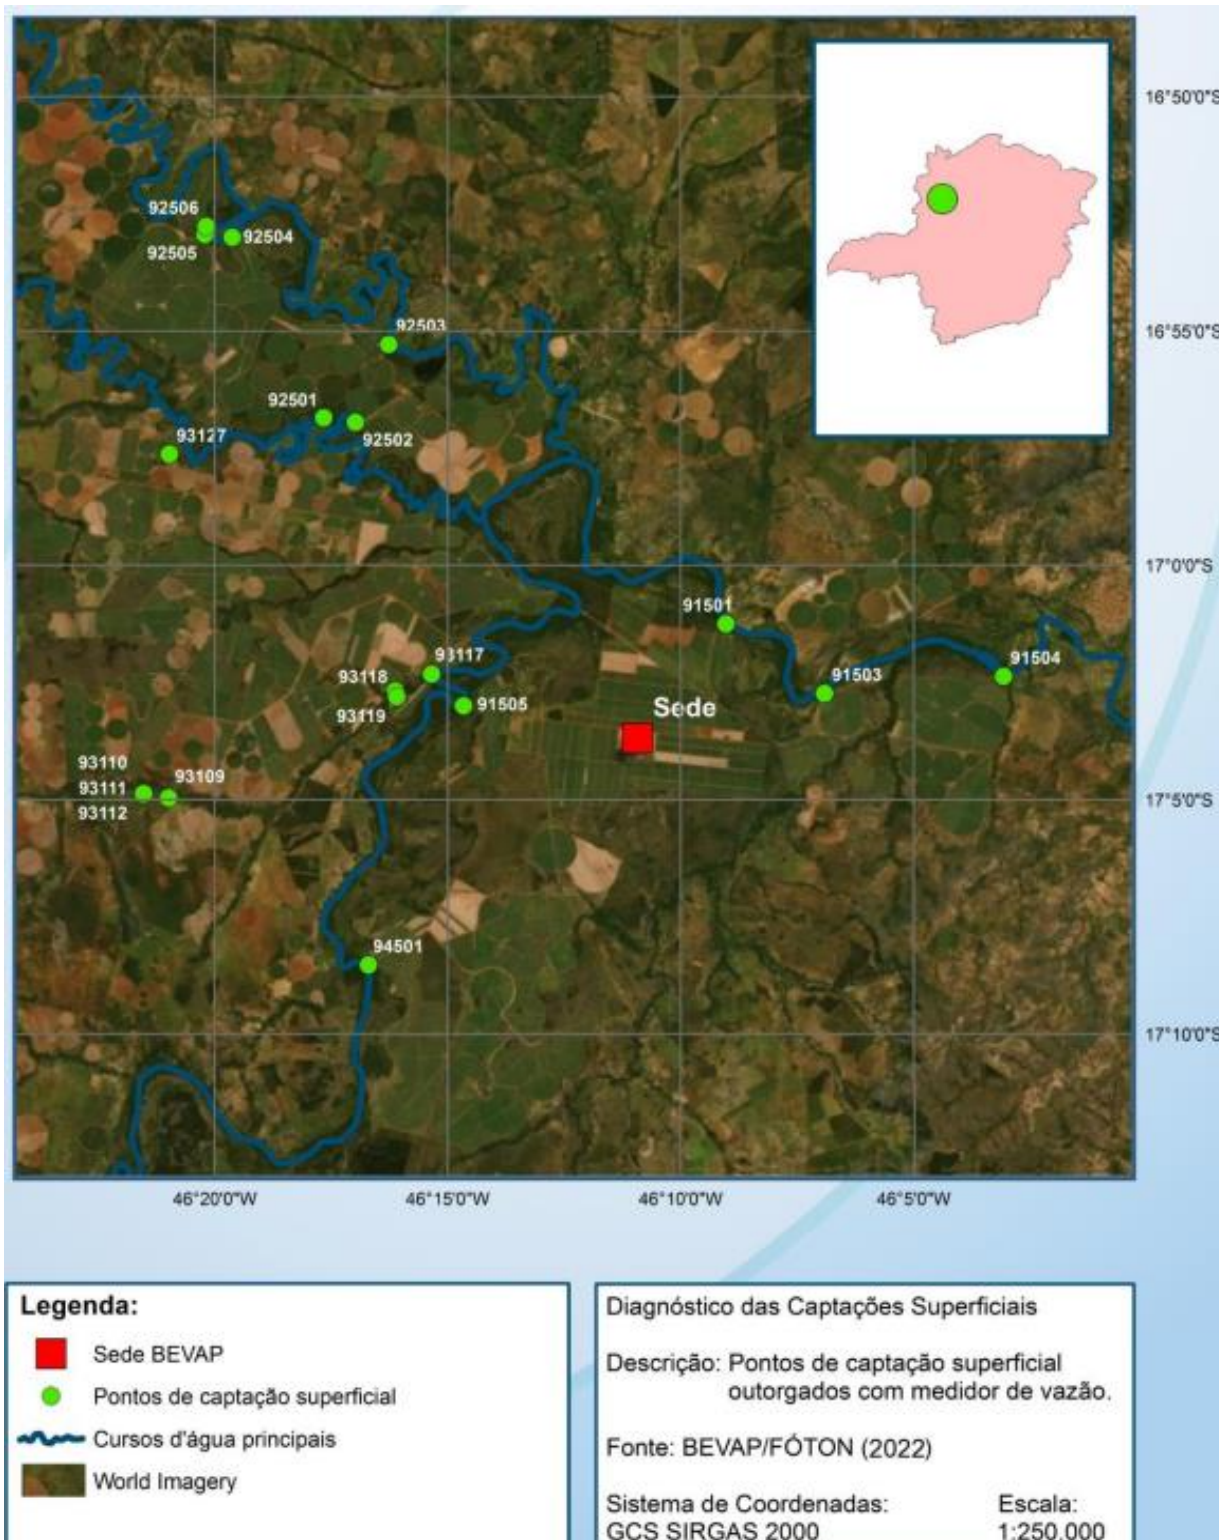 16°50'0"S
92506
92505
92504
92503
16°55'0"S
92501
92502
93127
17°0'0"S
91501
93117
93118
93119
91505
91503
91504
Sede
93110
93111
93112
93109
17°5'0"S
94501
17°10'0"S
46°20'0"W
46°15'0"W
46°10'0"W
46°5'0"W
Legenda:
Sede BEVAP
Pontos de captação superficial
Cursos d'água principais
World Imagery
Diagnóstico das Captações Superficiais
Descrição: Pontos de captação superficial
outorgados com medidor de vazão.
Fonte: BEVAP/FÓTON (2022)
Sistema de Coordenadas:
GCS SIRGAS 2000
Escala:
1:250.000